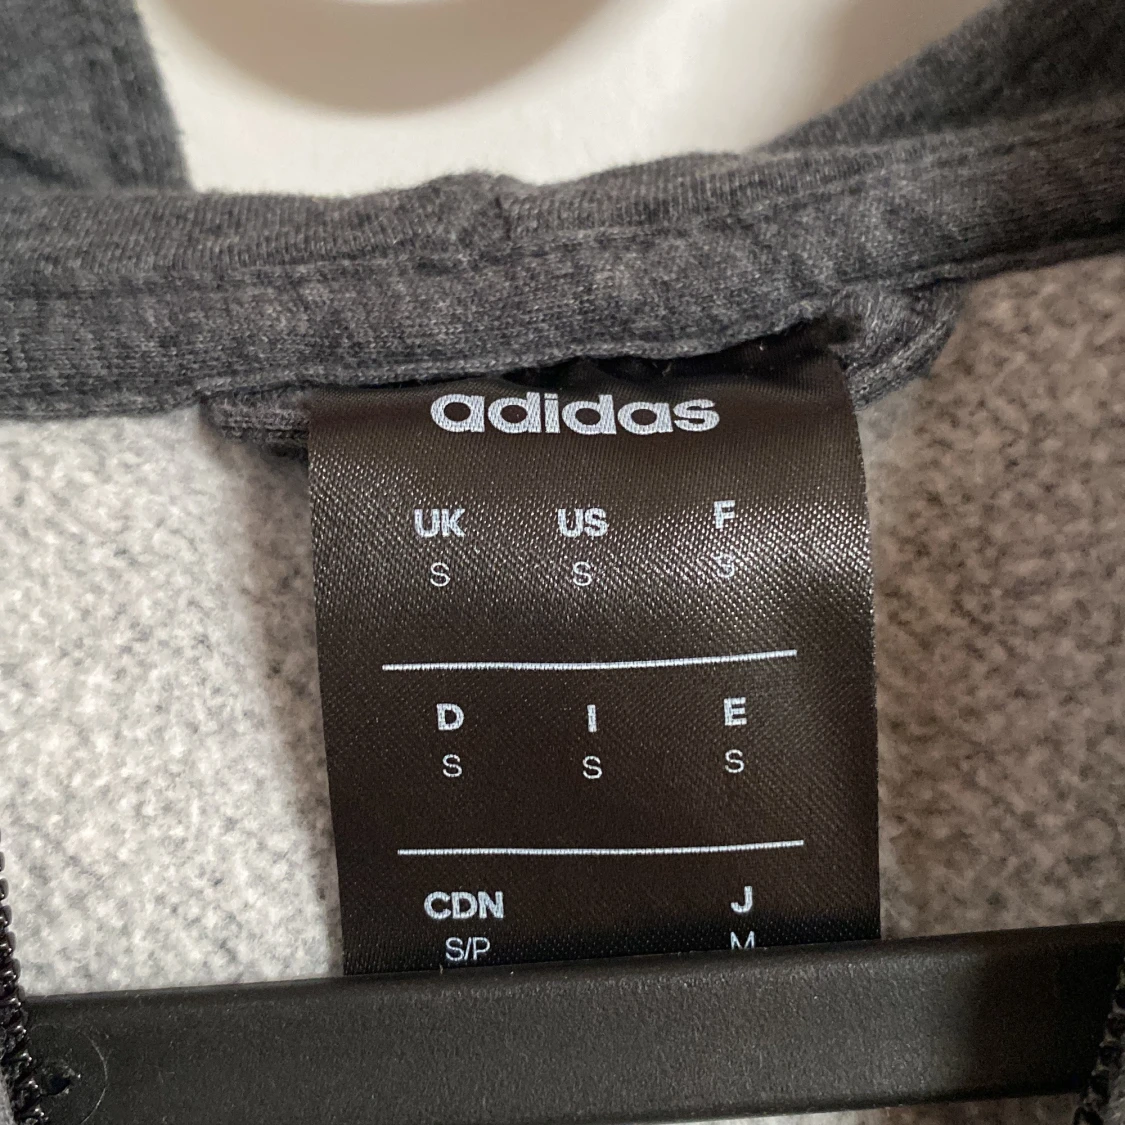 adidas
UK US F
S S S
D I E
S S S
CDN J
S/P M